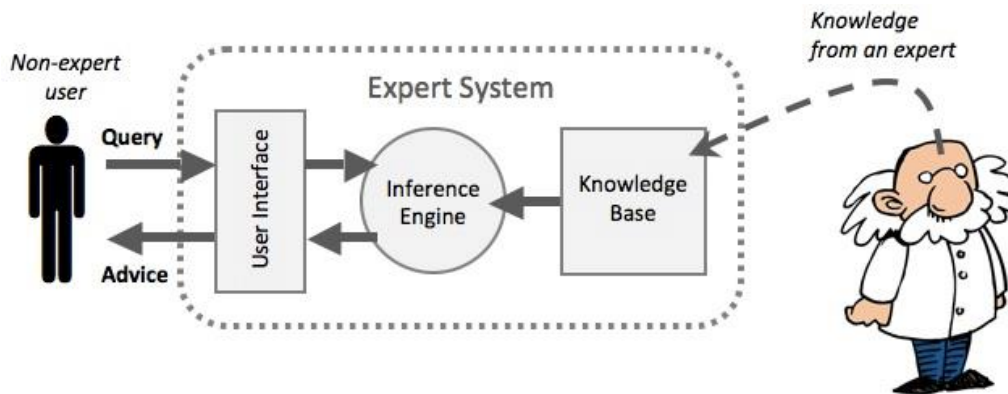 Non-expert
user
Query
Advice
Expert System
User Interface
Inference
Engine
Knowledge
Base
Knowledge
from an expert